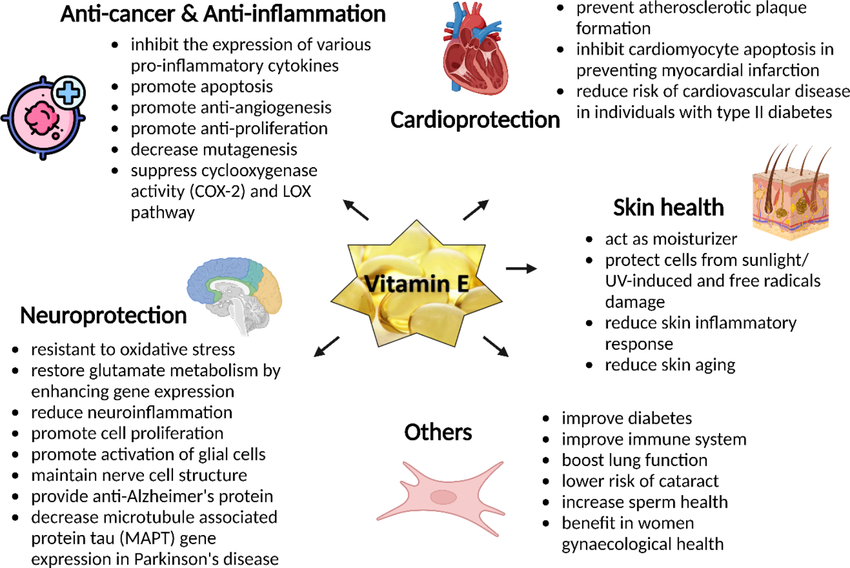 Anti-cancer & Anti-inflammation
• inhibit the expression of various
pro-inflammatory cytokines
• promote apoptosis
• promote anti-angiogenesis
• promote anti-proliferation
• decrease mutagenesis
• suppress cyclooxygenase
activity (COX-2) and LOX
pathway
Cardioprotection
• prevent atherosclerotic plaque
formation
• inhibit cardiomyocyte apoptosis in
preventing myocardial infarction
• reduce risk of cardiovascular disease
in individuals with type II diabetes
Vitamin E
Skin health
• act as moisturizer
• protect cells from sunlight/
UV-induced and free radicals
damage
• reduce skin inflammatory
response
• reduce skin aging
Neuroprotection
• resistant to oxidative stress
• restore glutamate metabolism by
enhancing gene expression
• reduce neuroinflammation
• promote cell proliferation
• promote activation of glial cells
• maintain nerve cell structure
• provide anti-Alzheimer's protein
• decrease microtubule associated
protein tau (MAPT) gene
expression in Parkinson's disease
Others
• improve diabetes
• improve immune system
• boost lung function
• lower risk of cataract
• increase sperm health
• benefit in women
gynaecological health